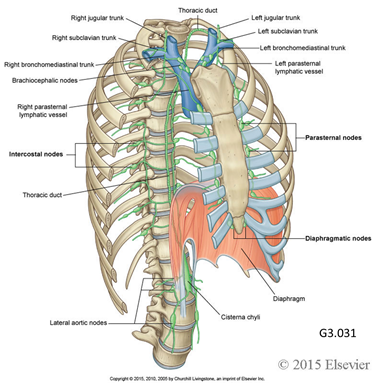 Thoracic duct
Right jugular trunk
Left jugular trunk
Right subclavian trunk
Left subclavian trunk
Left bronchomediastinal trunk
Right bronchomediastinal trunk
Left parasternal
lymphatic vessel
Brachiocephalic nodes
Right parasternal
lymphatic vessel
Parasternal nodes
Intercostal nodes
Thoracic duct
Diaphragmatic nodes
Diaphragm
Cisterna chyli
Lateral aortic nodes
G3.031
© 2015 Elsevier
Copyright © 2015, 2010, 2005 by Churchill Livingstone, an imprint of Elsevier Inc.